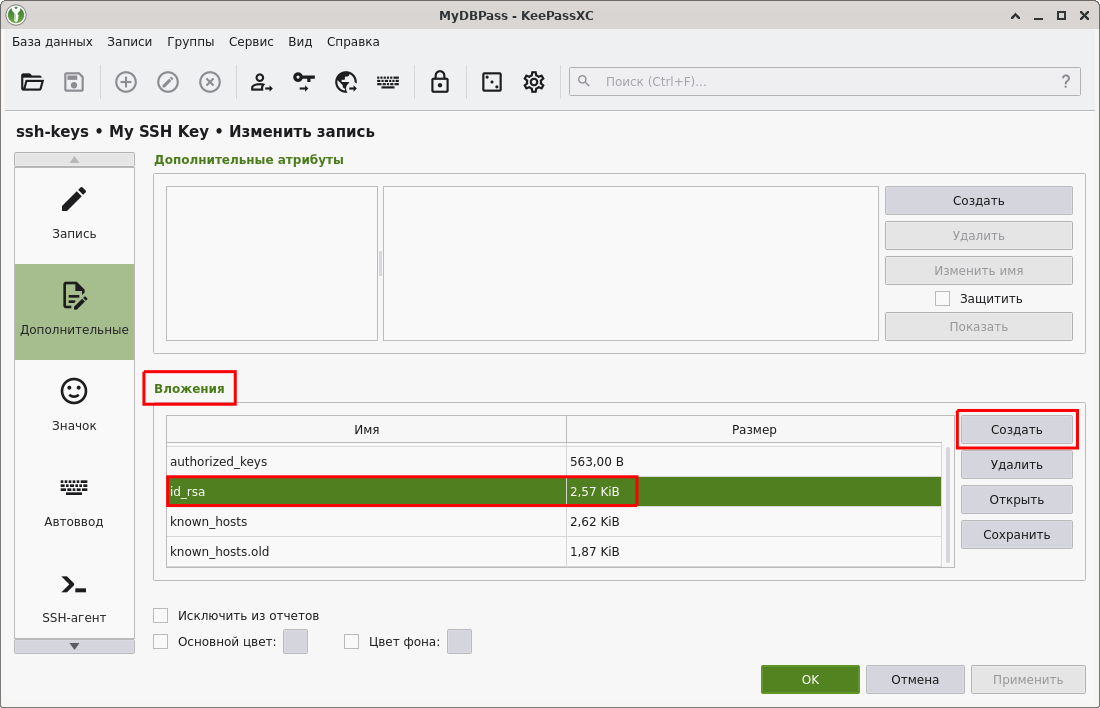 MyDBPass - KeePassXC
База данных Записи Группы Сервис Вид Справка
Поиск (Ctrl+F)... ?
ssh-keys • My SSH Key • Изменить запись
Запись
Дополнительные
Значок
Автоввод
SSH-агент
Дополнительные атрибуты
Создать
Удалить
Изменить имя
Защитить
Показать
Вложения
Имя Размер
authorized_keys 563,00 B
id_rsa 2,57 KiB
known_hosts 2,62 KiB
known_hosts.old 1,87 KiB
Создать
Удалить
Открыть
Сохранить
Исключить из отчетов
Основной цвет: Цвет фона:
OK Отмена Применить